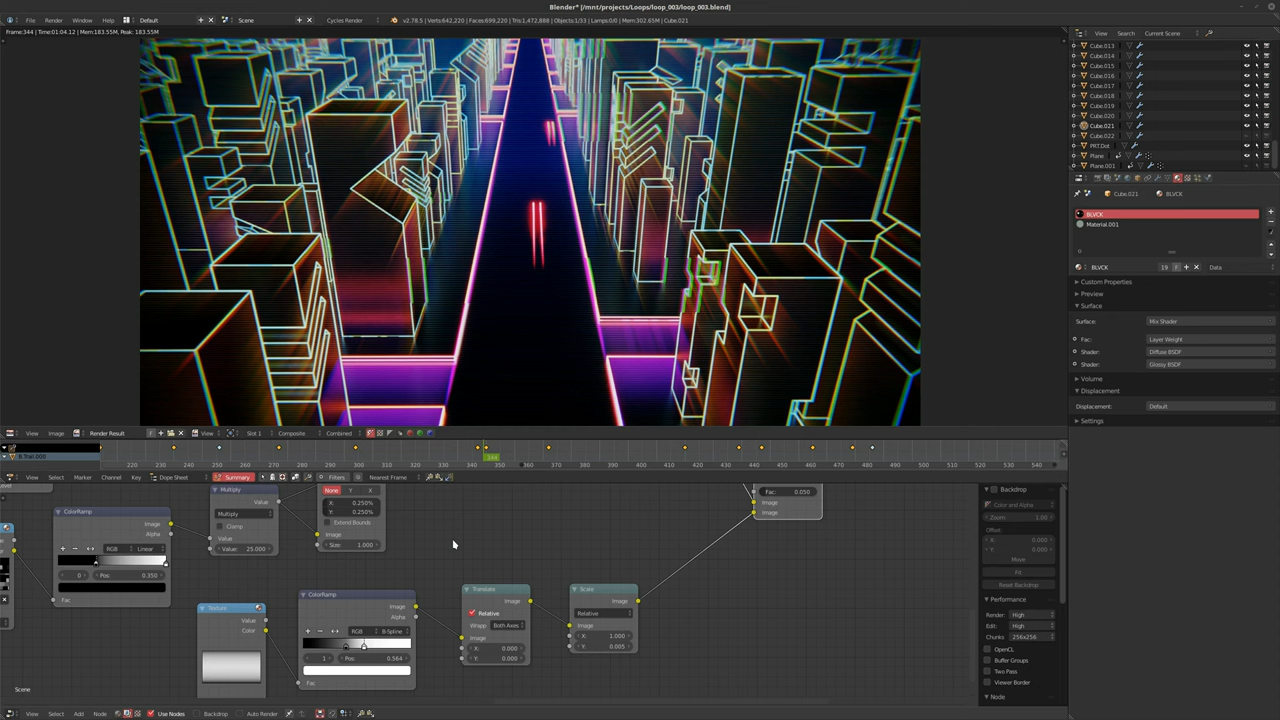 Blender* [/mnt/projects/Loops/loop_003/loop_003.blend]
File Render Window Help Default Scene Cycles Render v2.78.5 | Verts:642,220 | Faces:699,220 | Tris:1,472,888 | Objects:1/33 | Lamps:0/0 | Mem:302.65M | Cube.021
Frame:344 | Time:01:04.12 | Mem:183.55M, Peak: 183.55M
View Search Current Scene
Cube.013
Cube.014
Cube.015
Cube.016
Cube.017
Cube.018
Cube.019
Cube.020
Cube.021
Cube.022
PRT.Dot
Plane
Plane.001
Cube.021 BLVCK
BLVCK
Material.001
BLVCK 19 F Data
Custom Properties
Preview
Surface
Surface: Mix Shader
Fac: Layer Weight
Shader: Diffuse BSDF
Shader: Glossy BSDF
Volume
Displacement
Displacement: Default
Settings
View Image Render Result F View Slot 1 Composite Combined
B.Trail.000
220 230 240 250 260 270 280 290 300 310 320 330 340 344 350 360 370 380 390 400 410 420 430 440 450 460 470 480 490 500 510 520 530 540
View Select Marker Channel Key Dope Sheet Summary Filters Nearest Frame
ColorRamp
Image
Alpha
RGB Linear
0 Pos: 0.350
Fac
Multiply
Value
Multiply
Clamp
Value
Value: 25.000
None Y X
X: 0.250%
Y: 0.250%
Extend Bounds
Image
Size: 1.000
Fac: 0.050
Image
Image
Texture
Value
Color
ColorRamp
Image
Alpha
RGB B-Spline
1 Pos: 0.564
Fac
Translate
Image
Relative
Wrapp Both Axes
Image
X: 0.000
Y: 0.000
Scale
Image
Relative
Image
X: 1.000
Y: 0.005
Scene
Backdrop
Color and Alpha
Zoom: 1.00
Offset:
X: 0.000
Y: 0.000
Move
Fit
Reset Backdrop
Performance
Render: High
Edit: High
Chunks: 256x256
OpenCL
Buffer Groups
Two Pass
Viewer Border
Node
View Select Add Node Use Nodes Backdrop Auto Render